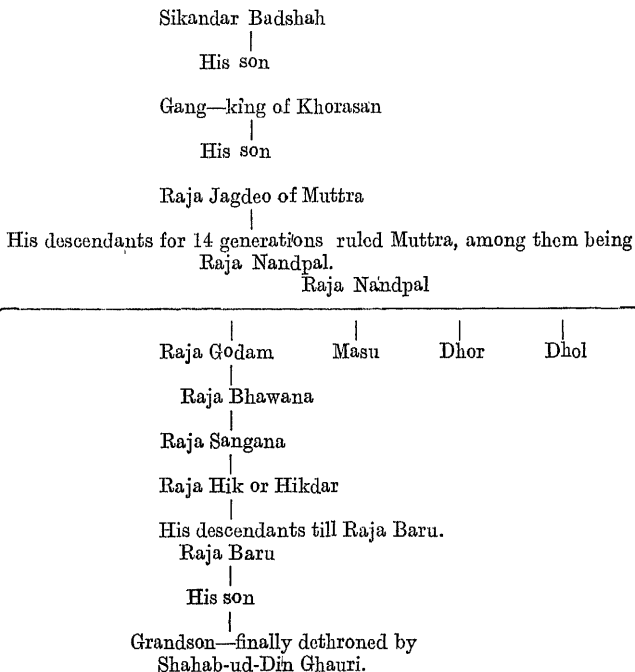 Sikandar Badshah
His son
Gang—king of Khorasan
His son
Raja Jagdeo of Muttra
His descendants for 14 generations ruled Muttra, among them being
Raja Nandpal.
Raja Nandpal
Raja Godam Masu Dhor Dhol
Raja Bhawana
Raja Sangana
Raja Hik or Hikdar
His descendants till Raja Baru.
Raja Baru
His son
Grandson—finally dethroned by
Shahab-ud-Din Ghauri.